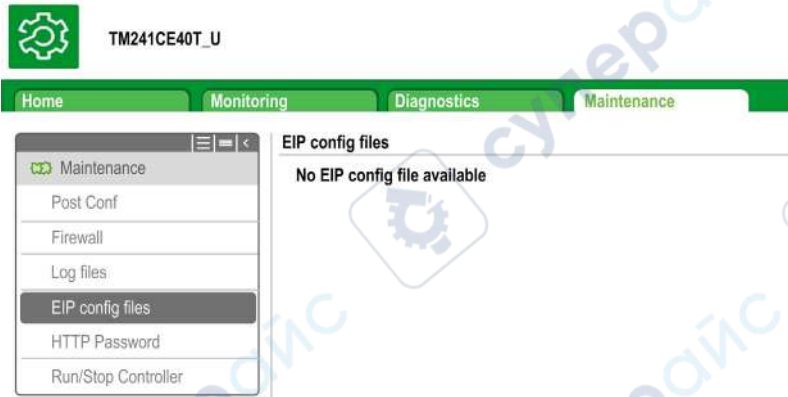 TM241CE40T_U
Home Monitoring Diagnostics Maintenance
EIP config files
Maintenance
No EIP config file available
Post Conf
Firewall
Log files
EIP config files
HTTP Password
Run/Stop Controller
суперайс